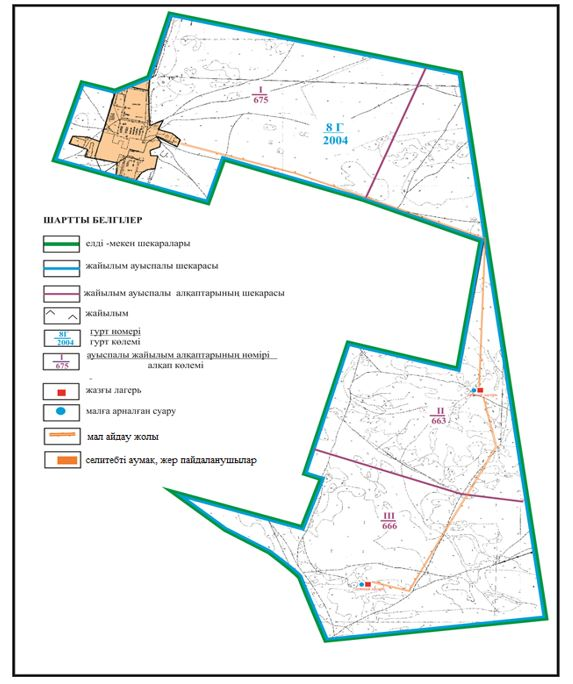 I
675
8 Г
2004
ШАРТТЫ БЕЛГІЛЕР
елді -мекен шекаралары
жайылым ауыспалы шекарасы
жайылым ауыспалы алқаптарының шекарасы
жайылым
8Г
2004
гурт номері
гурт көлемі
I
675
ауыспалы жайылым алқаптарының нөмірі
алқап көлемі
жазғы лагерь
малға арналған суару
мал айдау жолы
селитебті аумақ, жер пайдаланушылар
II
663
III
666